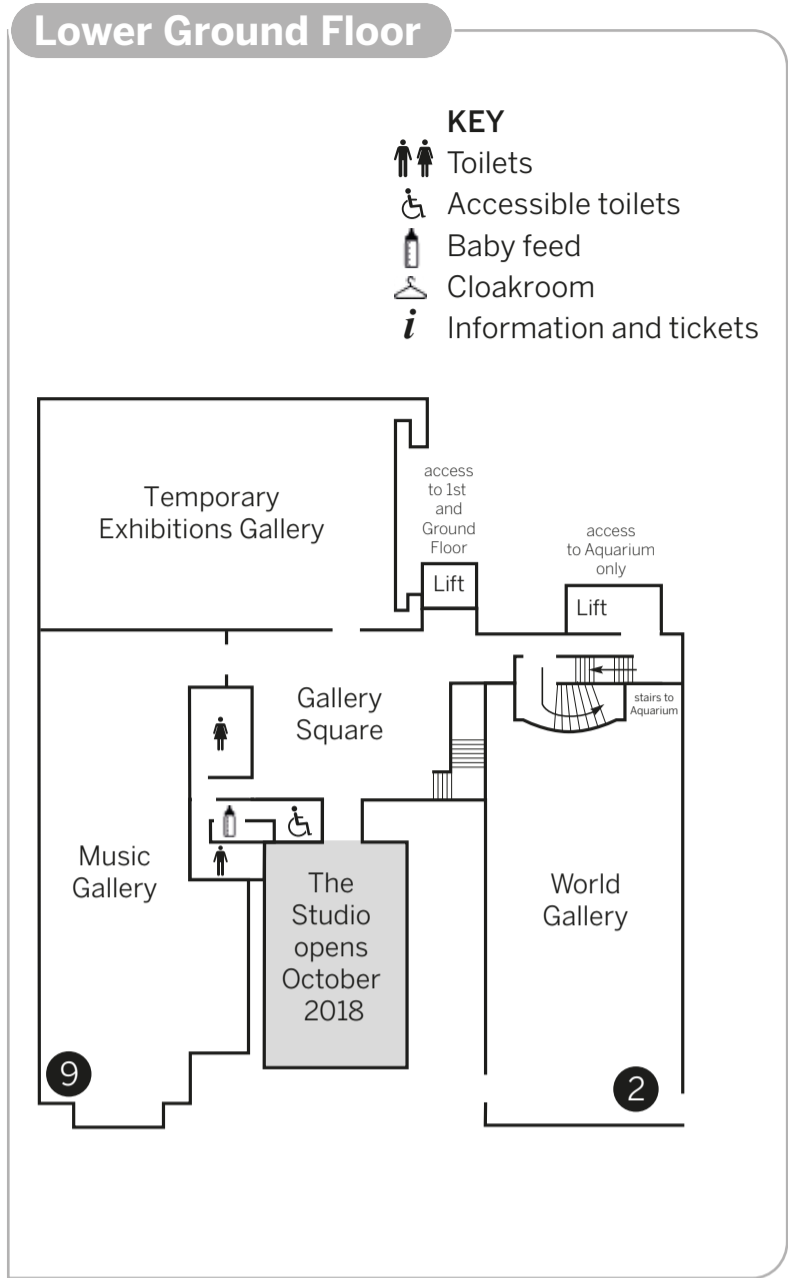 Lower Ground Floor
KEY
Toilets
Accessible toilets
Baby feed
Cloakroom
i Information and tickets
Temporary
Exhibitions Gallery
access
to 1st
and
Ground
Floor
Lift
access
to Aquarium
only
Lift
Gallery
Square
stairs to
Aquarium
Music
Gallery
The
Studio
opens
October
2018
World
Gallery
9
2